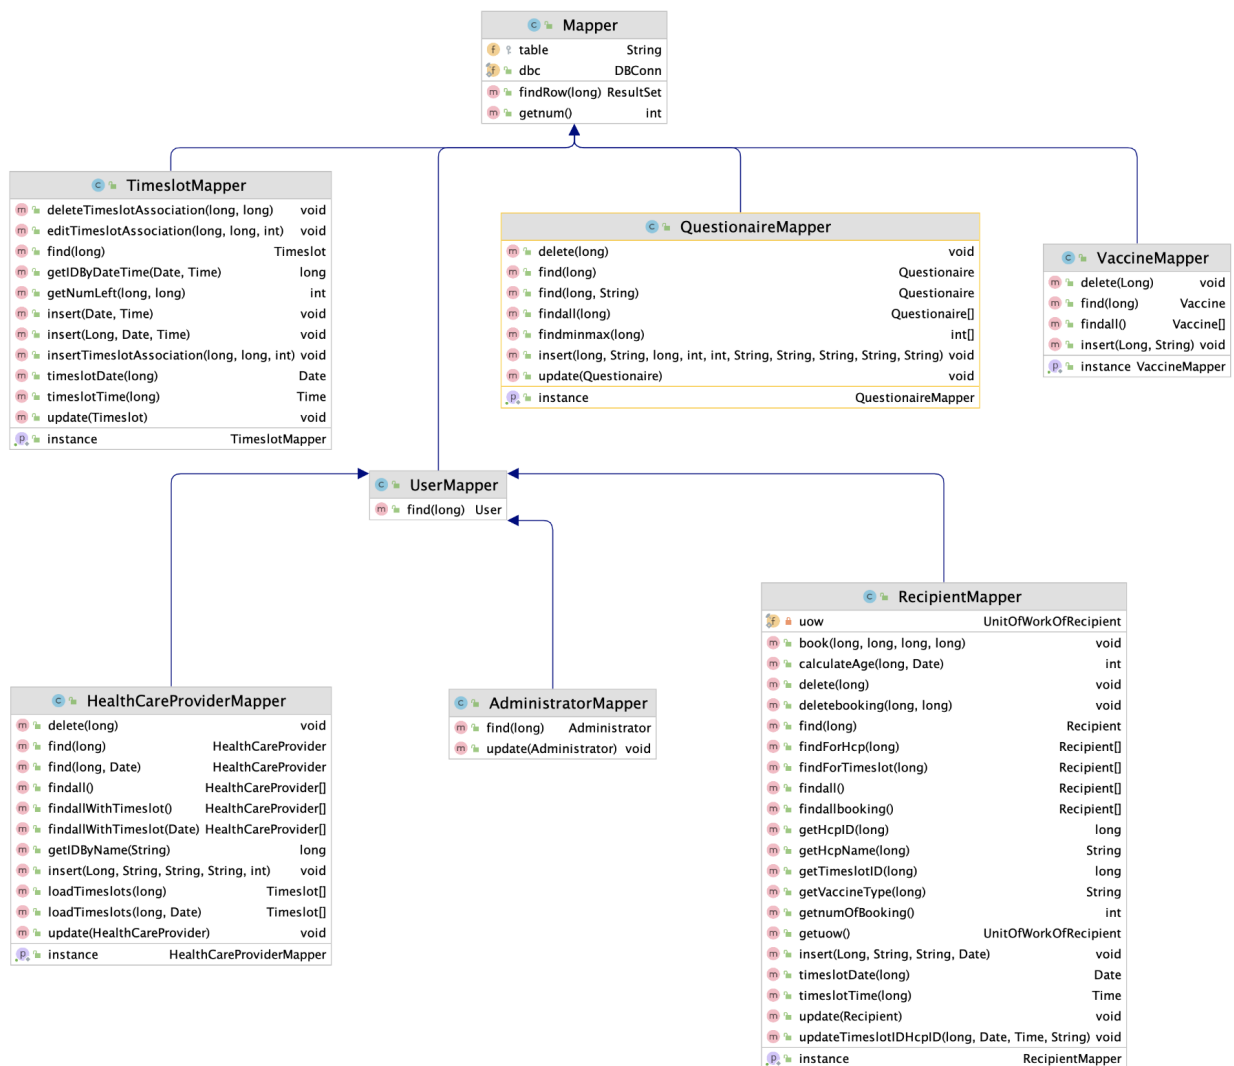 Mapper
table String
dbc DBConn
findRow(long) ResultSet
getnum() int
TimeslotMapper
deleteTimeslotAssociation(long, long) void
editTimeslotAssociation(long, long, int) void
find(long) Timeslot
getIDByDateTime(Date, Time) long
getNumLeft(long, long) int
insert(Date, Time) void
insert(Long, Date, Time) void
insertTimeslotAssociation(long, long, int) void
timeslotDate(long) Date
timeslotTime(long) Time
update(Timeslot) void
instance TimeslotMapper
QuestionaireMapper
delete(long) void
find(long) Questionaire
find(long, String) Questionaire
findall(long) Questionaire[]
findminmax(long) int[]
insert(long, String, long, int, int, String, String, String, String, String) void
update(Questionaire) void
instance QuestionaireMapper
VaccineMapper
delete(Long) void
find(long) Vaccine
findall() Vaccine[]
insert(Long, String) void
instance VaccineMapper
UserMapper
find(long) User
HealthCareProviderMapper
delete(long) void
find(long) HealthCareProvider
find(long, Date) HealthCareProvider
findall() HealthCareProvider[]
findallWithTimeslot() HealthCareProvider[]
findallWithTimeslot(Date) HealthCareProvider[]
getIDByName(String) long
insert(Long, String, String, String, int) void
loadTimeslots(long) Timeslot[]
loadTimeslots(long, Date) Timeslot[]
update(HealthCareProvider) void
instance HealthCareProviderMapper
AdministratorMapper
find(long) Administrator
update(Administrator) void
RecipientMapper
uow UnitOfWorkOfRecipient
book(long, long, long, long) void
calculateAge(long, Date) int
delete(long) void
deletebooking(long, long) void
find(long) Recipient
findForHcp(long) Recipient[]
findForTimeslot(long) Recipient[]
findall() Recipient[]
findallbooking() Recipient[]
getHcpID(long) long
getHcpName(long) String
getTimeslotID(long) long
getVaccineType(long) String
getnumOfBooking() int
getuow() UnitOfWorkOfRecipient
insert(Long, String, String, Date) void
timeslotDate(long) Date
timeslotTime(long) Time
update(Recipient) void
updateTimeslotIDHcpID(long, Date, Time, String) void
instance RecipientMapper